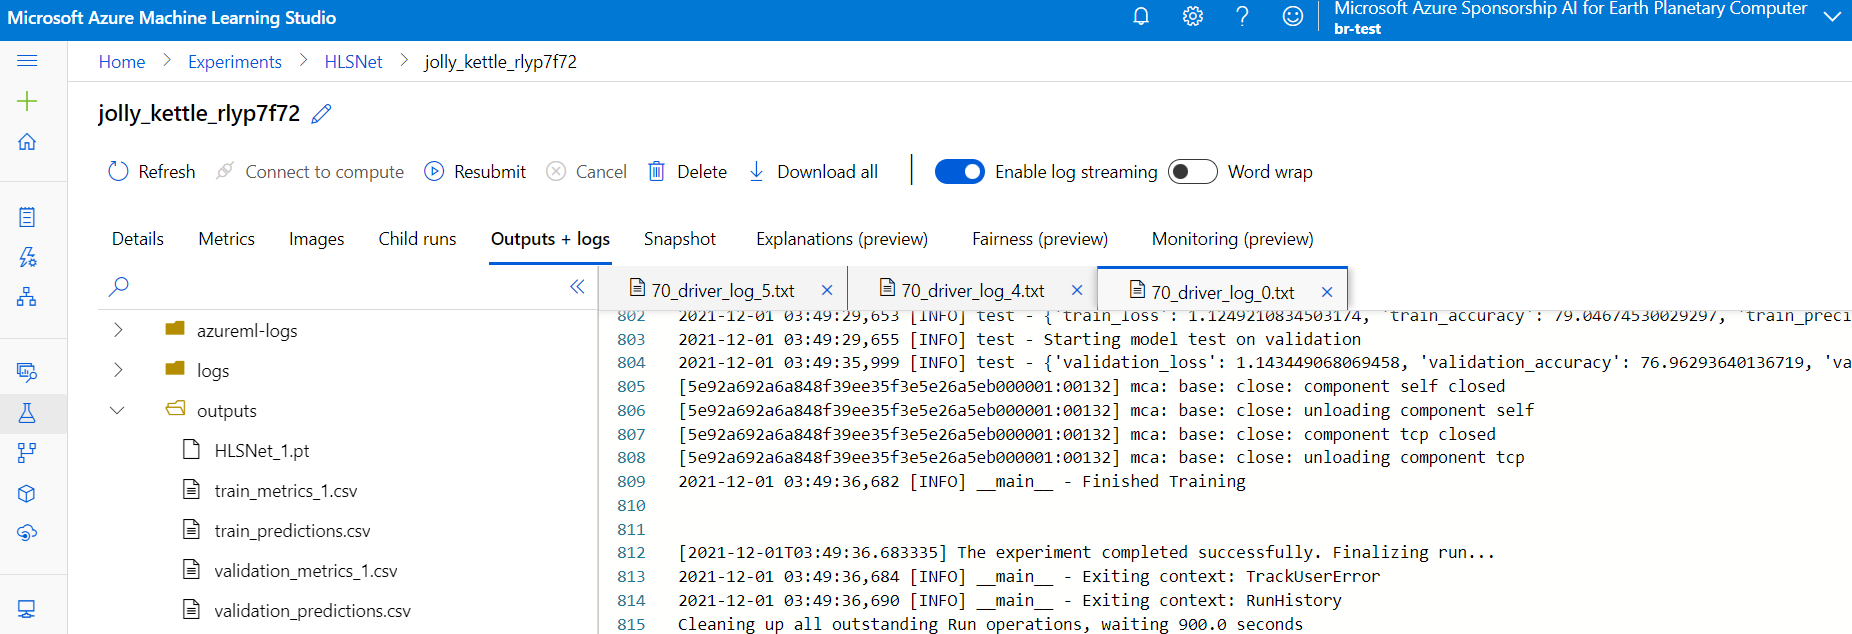 Microsoft Azure Machine Learning Studio
Microsoft Azure Sponsorship AI for Earth Planetary Computer
br-test
Home > Experiments > HLSNet > jolly_kettle_rlyp7f72
jolly_kettle_rlyp7f72
Refresh Connect to compute Resubmit Cancel Delete Download all Enable log streaming Word wrap
Details Metrics Images Child runs Outputs + logs Snapshot Explanations (preview) Fairness (preview) Monitoring (preview)
azureml-logs
logs
outputs
HLSNet_1.pt
train_metrics_1.csv
train_predictions.csv
validation_metrics_1.csv
validation_predictions.csv
70_driver_log_5.txt × 70_driver_log_4.txt × 70_driver_log_0.txt ×
802 2021-12-01 03:49:29,653 [INFO] test - {'train_loss': 1.1249210834503174, 'train_accuracy': 79.04674530029297, 'train_preci
803 2021-12-01 03:49:29,655 [INFO] test - Starting model test on validation
804 2021-12-01 03:49:35,999 [INFO] test - {'validation_loss': 1.143449068069458, 'validation_accuracy': 76.96293640136719, 'va
805 [5e92a692a6a848f39ee35f3e5e26a5eb000001:00132] mca: base: close: component self closed
806 [5e92a692a6a848f39ee35f3e5e26a5eb000001:00132] mca: base: close: unloading component self
807 [5e92a692a6a848f39ee35f3e5e26a5eb000001:00132] mca: base: close: component tcp closed
808 [5e92a692a6a848f39ee35f3e5e26a5eb000001:00132] mca: base: close: unloading component tcp
809 2021-12-01 03:49:36,682 [INFO] __main__ - Finished Training
810
811
812 [2021-12-01T03:49:36.683335] The experiment completed successfully. Finalizing run...
813 2021-12-01 03:49:36,684 [INFO] __main__ - Exiting context: TrackUserError
814 2021-12-01 03:49:36,690 [INFO] __main__ - Exiting context: RunHistory
815 Cleaning up all outstanding Run operations, waiting 900.0 seconds